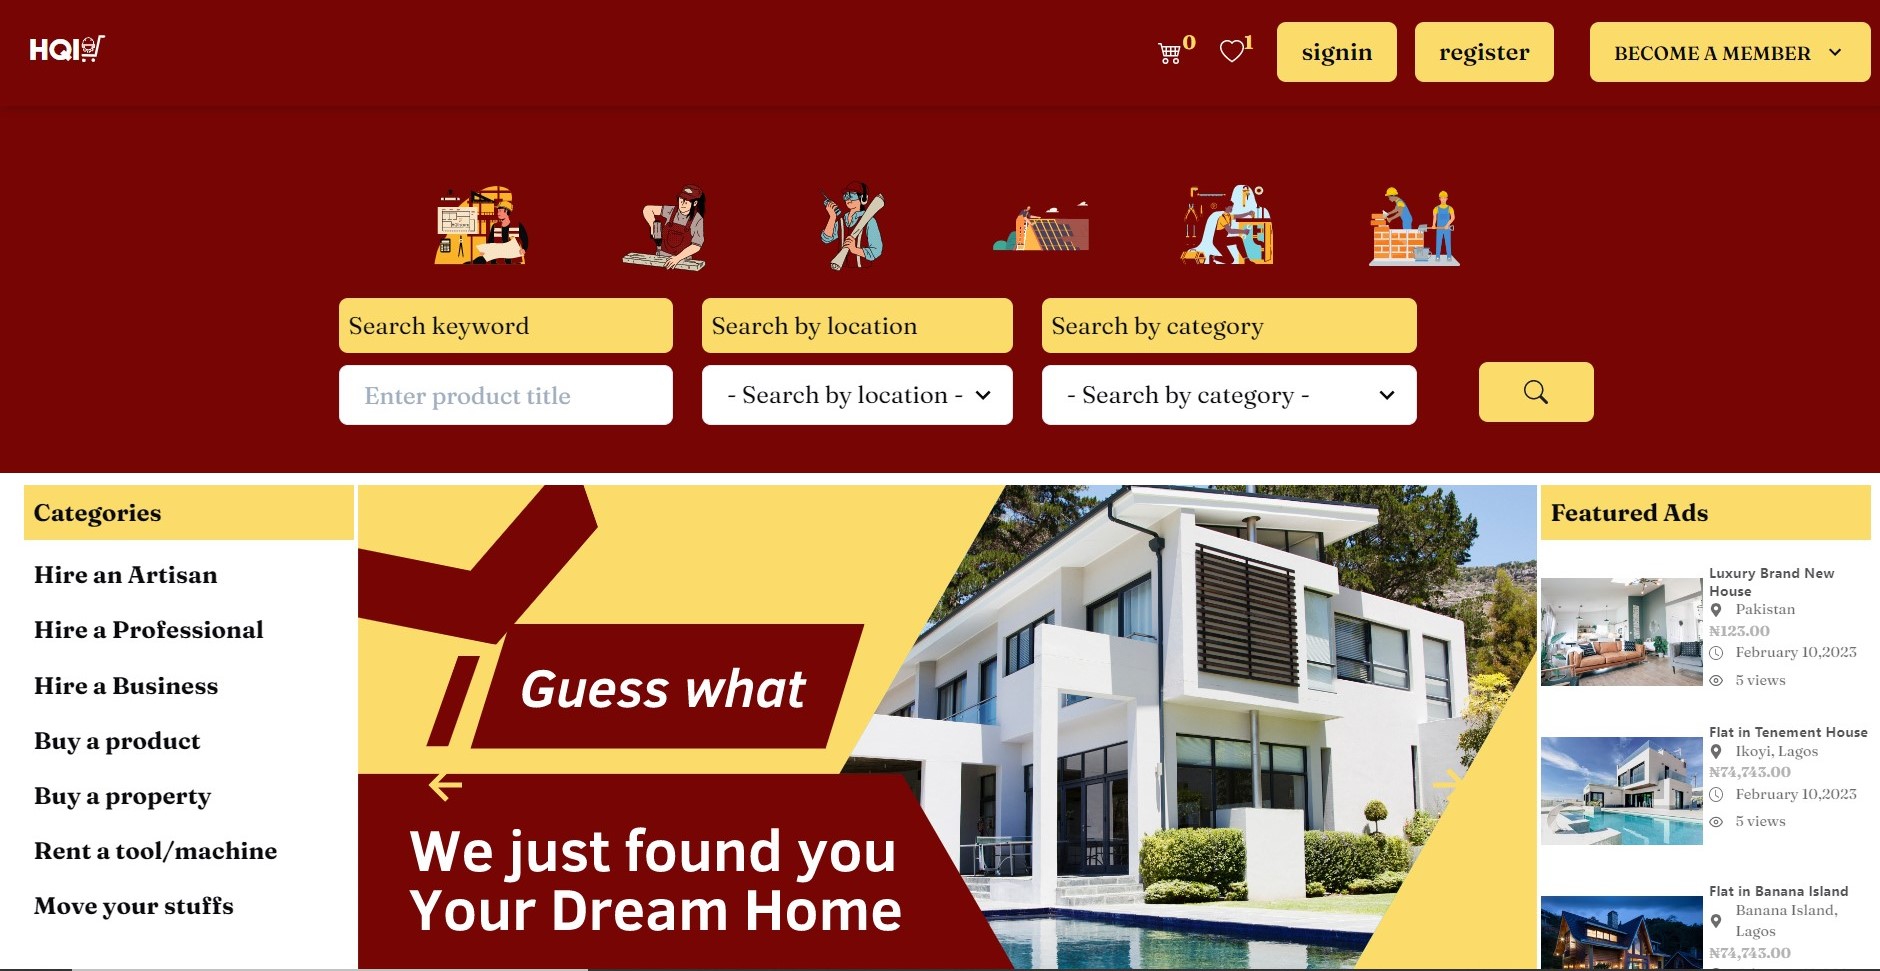 HQI
0
1
signin
register
BECOME A MEMBER
Search keyword
Search by location
Search by category
Enter product title
- Search by location -
- Search by category -
Categories
Hire an Artisan
Hire a Professional
Hire a Business
Buy a product
Buy a property
Rent a tool/machine
Move your stuffs
Guess what
We just found you
Your Dream Home
Featured Ads
Luxury Brand New
House
Pakistan
₦123.00
February 10,2023
5 views
Flat in Tenement House
Ikoyi, Lagos
₦74,743.00
February 10,2023
5 views
Flat in Banana Island
Banana Island,
Lagos
₦74,743.00